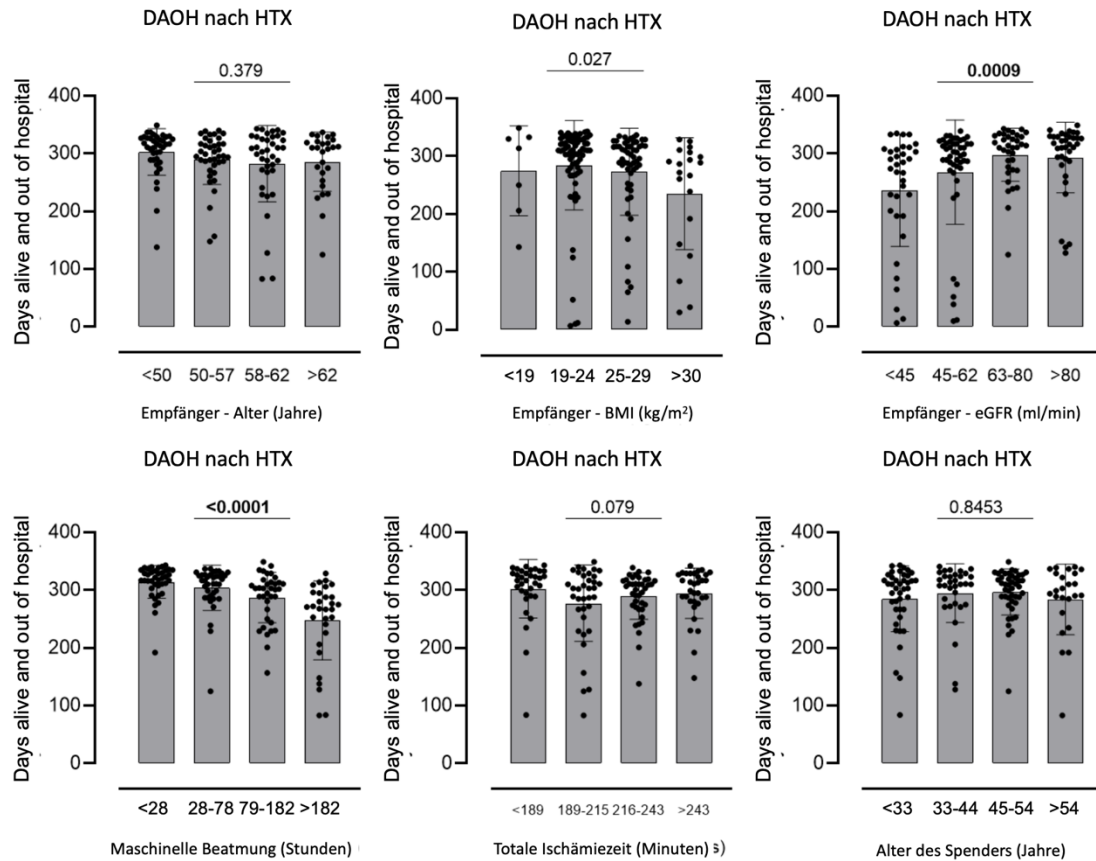 DAOH nach HTX
0.379
Days alive and out of hospital
400
300
200
100
0
<50 50-57 58-62 >62
Empfänger - Alter (Jahre)
DAOH nach HTX
0.027
Days alive and out of hospital
400
300
200
100
0
<19 19-24 25-29 >30
Empfänger - BMI (kg/m²)
DAOH nach HTX
0.0009
Days alive and out of hospital
400
300
200
100
0
<45 45-62 63-80 >80
Empfänger - eGFR (ml/min)
DAOH nach HTX
<0.0001
Days alive and out of hospital
400
300
200
100
0
<28 28-78 79-182 >182
Maschinelle Beatmung (Stunden)
DAOH nach HTX
0.079
Days alive and out of hospital
400
300
200
100
0
<189 189-215 216-243 >243
Totale Ischämiezeit (Minuten) s)
DAOH nach HTX
0.8453
Days alive and out of hospital
400
300
200
100
0
<33 33-44 45-54 >54
Alter des Spenders (Jahre)